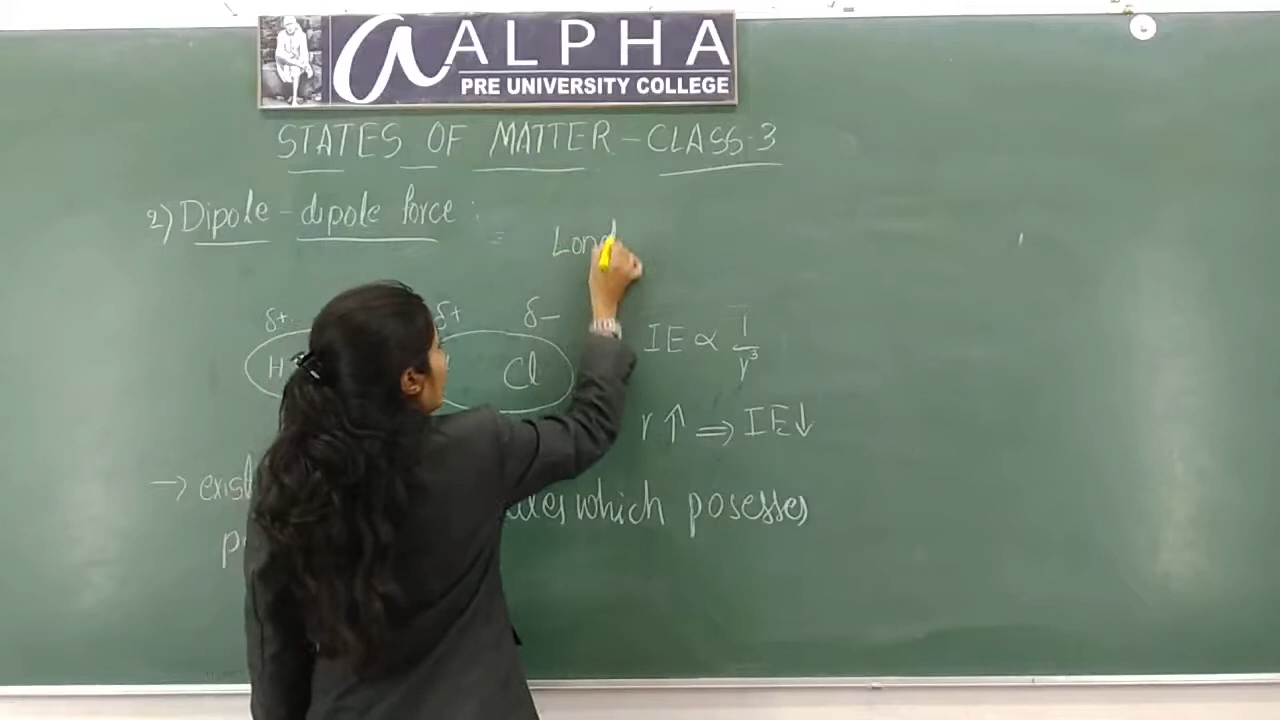 a ALPHA
PRE UNIVERSITY COLLEGE
STATES OF MATTER - CLASS-3
2) Dipole - dipole force :
Lond
δ+ δ+ δ-
H Cl
IE ∝ 1/r³
r↑ ⟹ IE↓
→ exist which posesses